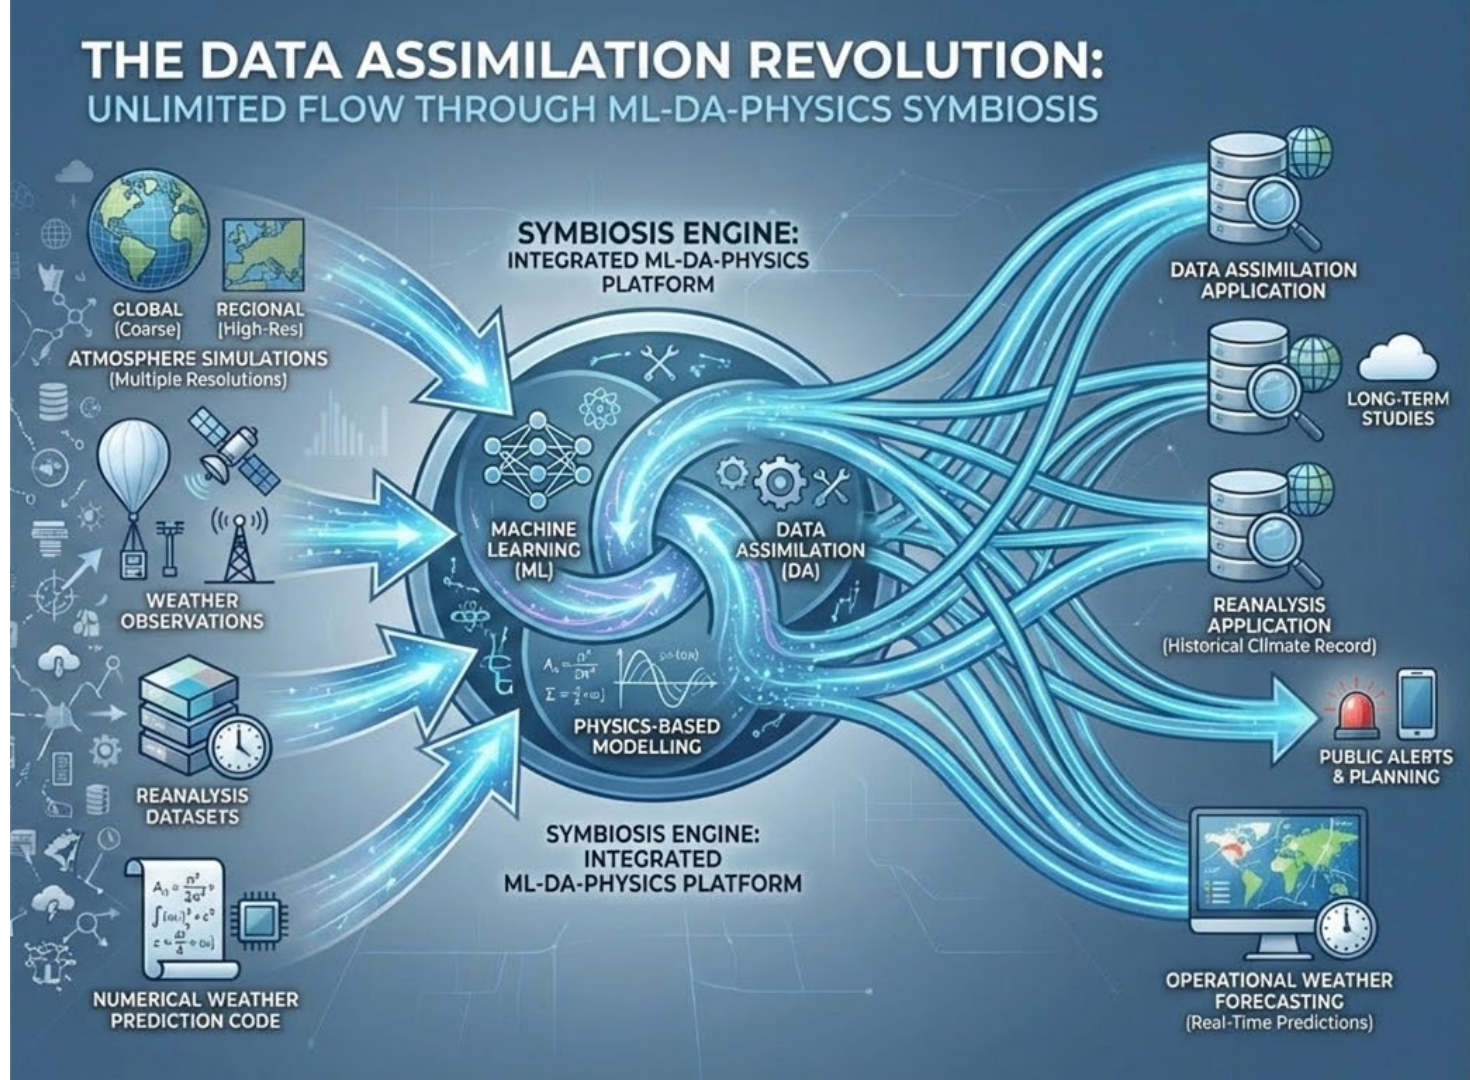 THE DATA ASSIMILATION REVOLUTION:
UNLIMITED FLOW THROUGH ML-DA-PHYSICS SYMBIOSIS
GLOBAL
(Coarse)
REGIONAL
(High-Res)
ATMOSPHERE SIMULATIONS
(Multiple Resolutions)
WEATHER
OBSERVATIONS
REANALYSIS
DATASETS
NUMERICAL WEATHER
PREDICTION CODE
SYMBIOSIS ENGINE:
INTEGRATED ML-DA-PHYSICS
PLATFORM
MACHINE
LEARNING
(ML)
DATA
ASSIMILATION
(DA)
PHYSICS-BASED
MODELLING
SYMBIOSIS ENGINE:
INTEGRATED
ML-DA-PHYSICS PLATFORM
DATA ASSIMILATION
APPLICATION
LONG-TERM
STUDIES
REANALYSIS
APPLICATION
(Historical Climate Record)
PUBLIC ALERTS
& PLANNING
OPERATIONAL WEATHER
FORECASTING
(Real-Time Predictions)